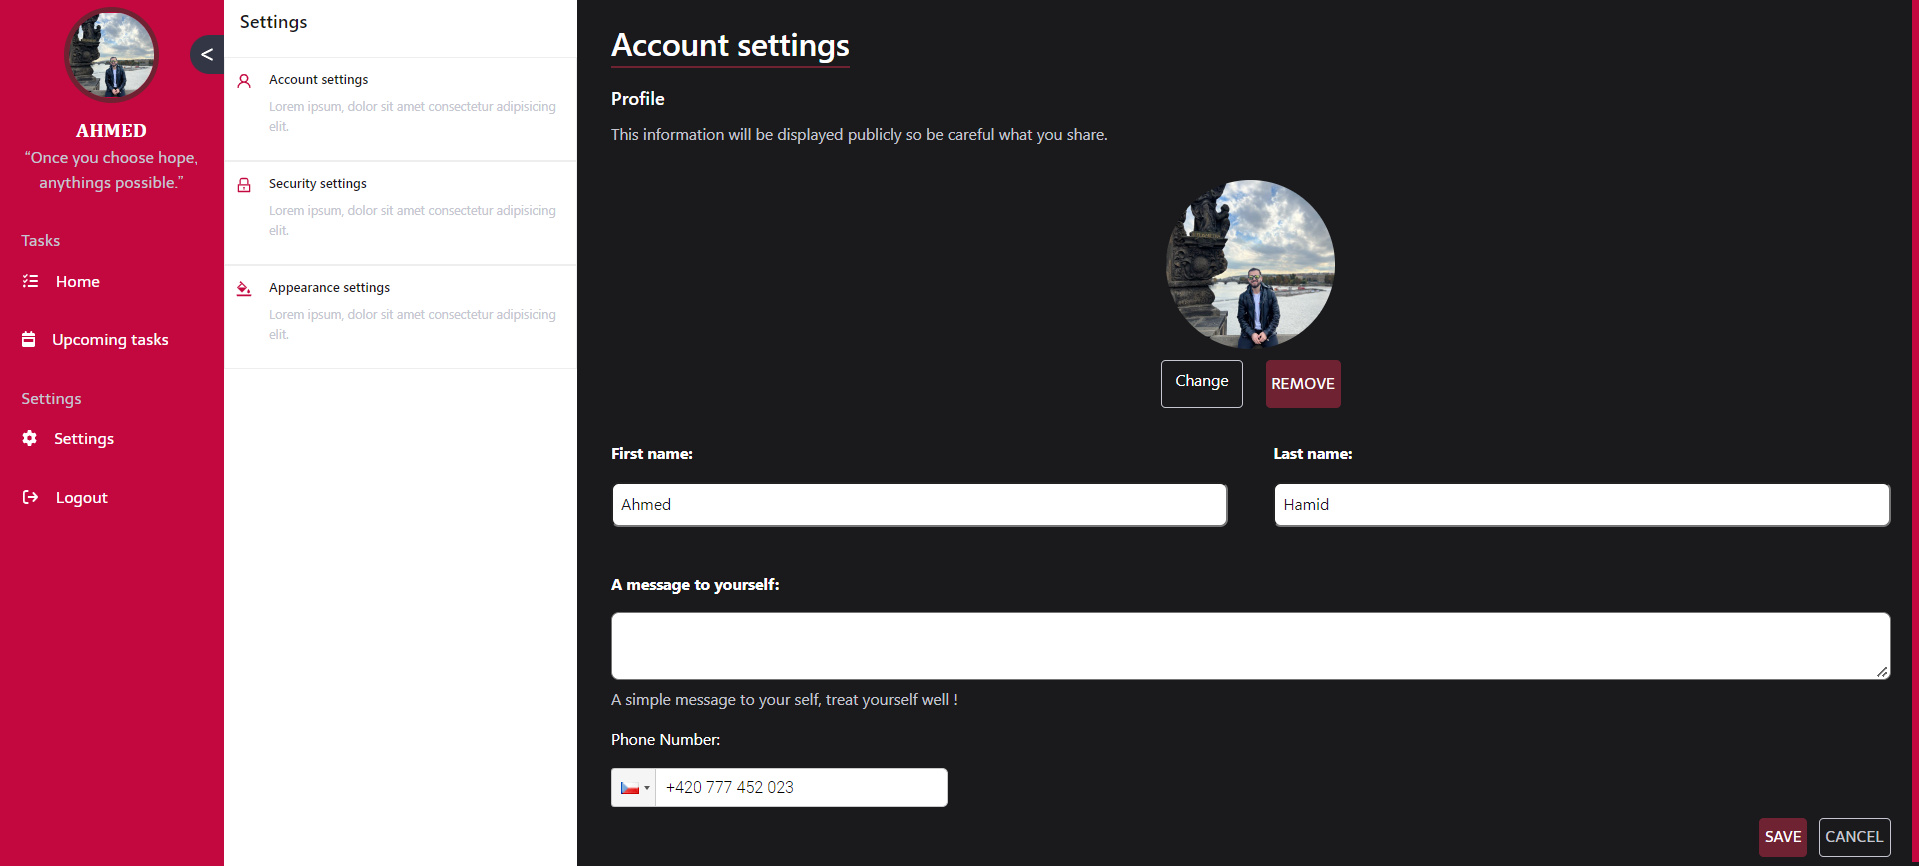 <
AHMED
“Once you choose hope,
anythings possible.”
Tasks
Home
Upcoming tasks
Settings
Settings
Logout
Settings
Account settings
Lorem ipsum, dolor sit amet consectetur adipisicing
elit.
Security settings
Lorem ipsum, dolor sit amet consectetur adipisicing
elit.
Appearance settings
Lorem ipsum, dolor sit amet consectetur adipisicing
elit.
Account settings
Profile
This information will be displayed publicly so be careful what you share.
Change REMOVE
First name: Last name:
Ahmed Hamid
A message to yourself:
A simple message to your self, treat yourself well !
Phone Number:
+420 777 452 023
SAVE CANCEL